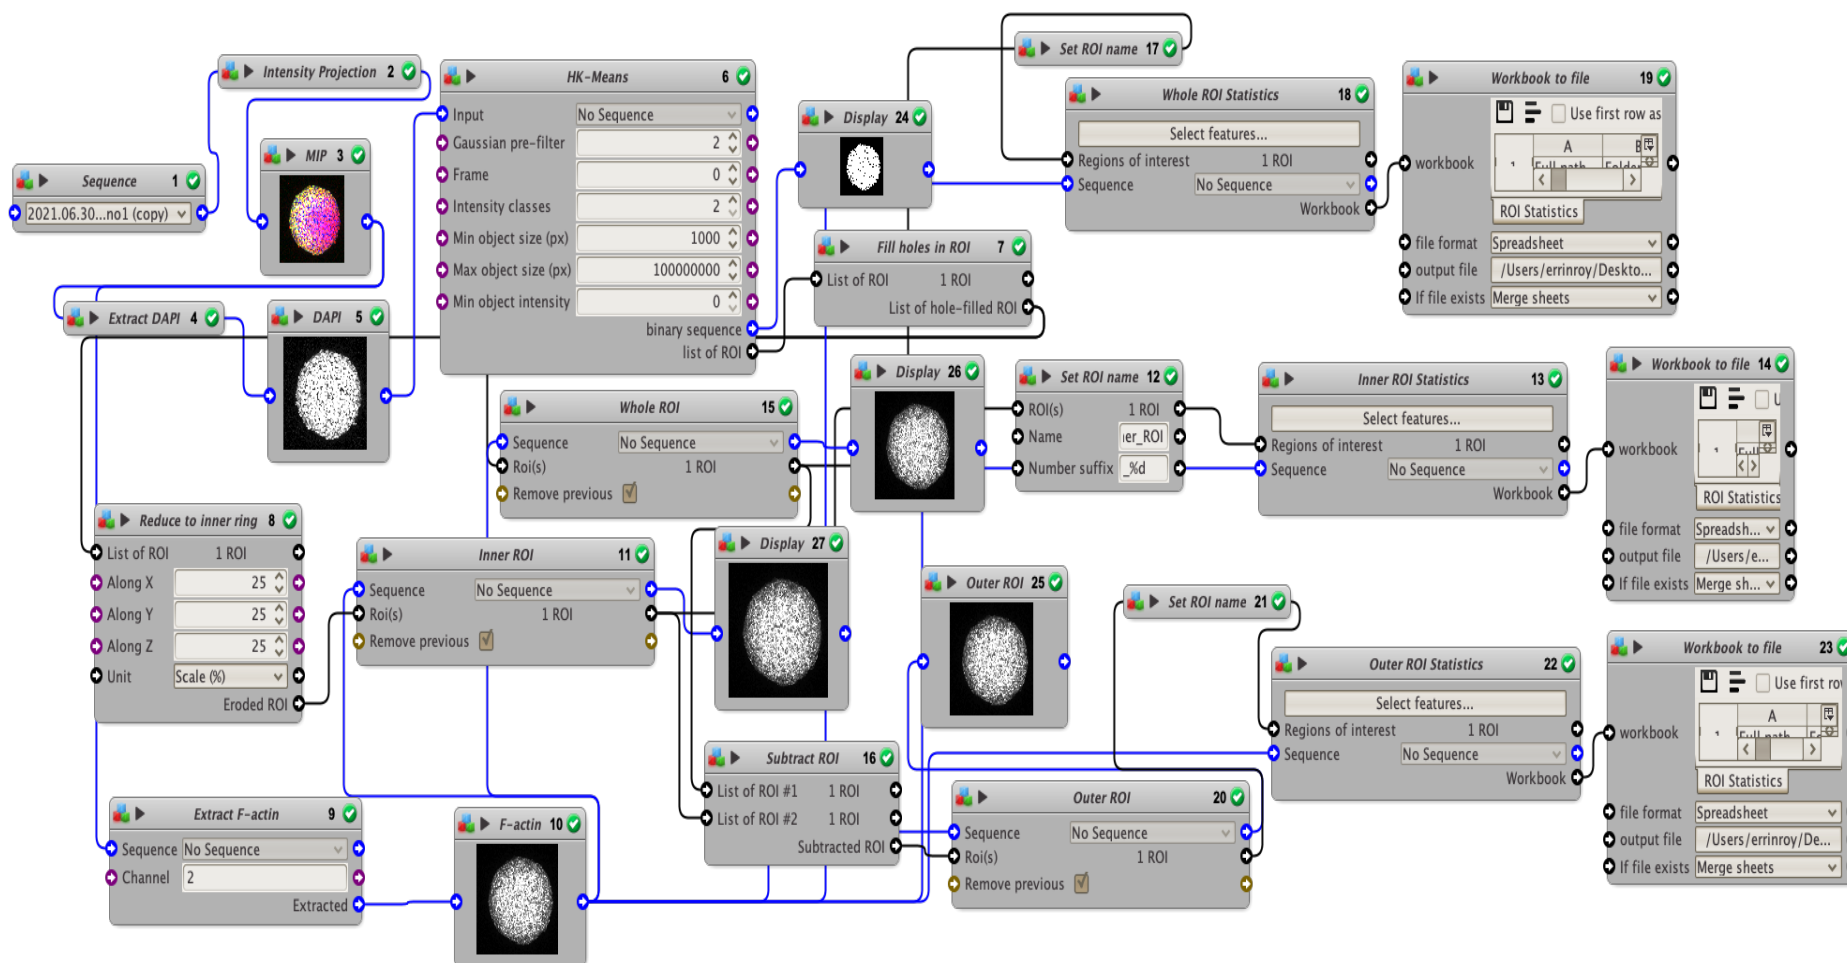 Sequence 1
2021.06.30...no1 (copy)
Intensity Projection 2
MIP 3
Extract DAPI 4
DAPI 5
HK-Means 6
Input No Sequence
Gaussian pre-filter 2
Frame 0
Intensity classes 2
Min object size (px) 1000
Max object size (px) 100000000
Min object intensity 0
binary sequence
list of ROI
Display 24
Fill holes in ROI 7
List of ROI 1 ROI
List of hole-filled ROI
Set ROI name 17
Whole ROI Statistics 18
Select features...
Regions of interest 1 ROI
Sequence No Sequence
Workbook
Workbook to file 19
Use first row as
A
workbook 1 Full path Folder
ROI Statistics
file format Spreadsheet
output file /Users/errinroy/Deskto...
If file exists Merge sheets
Whole ROI 15
Sequence No Sequence
Roi(s) 1 ROI
Remove previous
Display 26
Set ROI name 12
ROI(s) 1 ROI
Name er_ROI
Number suffix _%d
Inner ROI Statistics 13
Select features...
Regions of interest 1 ROI
Sequence No Sequence
Workbook
Workbook to file 14
workbook
ROI Statistics
file format Spreadsh...
output file /Users/e...
If file exists Merge sh...
Reduce to inner ring 8
List of ROI 1 ROI
Along X 25
Along Y 25
Along Z 25
Unit Scale (%)
Eroded ROI
Inner ROI 11
Sequence No Sequence
Roi(s) 1 ROI
Remove previous
Display 27
Outer ROI 25
Set ROI name 21
Outer ROI Statistics 22
Select features...
Regions of interest 1 ROI
Sequence No Sequence
Workbook
Workbook to file 23
Use first row
A
workbook 1
ROI Statistics
file format Spreadsheet
output file /Users/errinroy/De...
If file exists Merge sheets
Subtract ROI 16
List of ROI #1 1 ROI
List of ROI #2 1 ROI
Subtracted ROI
Outer ROI 20
Sequence No Sequence
Roi(s) 1 ROI
Remove previous
Extract F-actin 9
Sequence No Sequence
Channel 2
Extracted
F-actin 10